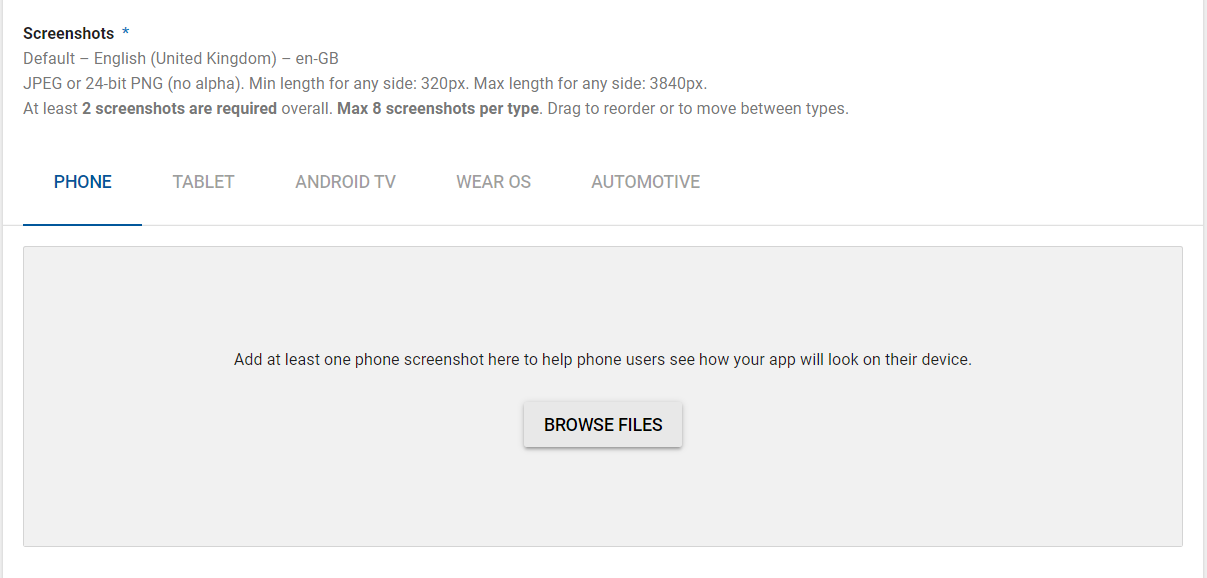 Screenshots *
Default – English (United Kingdom) – en-GB
JPEG or 24-bit PNG (no alpha). Min length for any side: 320px. Max length for any side: 3840px.
At least 2 screenshots are required overall. Max 8 screenshots per type. Drag to reorder or to move between types.
PHONE TABLET ANDROID TV WEAR OS AUTOMOTIVE
Add at least one phone screenshot here to help phone users see how your app will look on their device.
BROWSE FILES